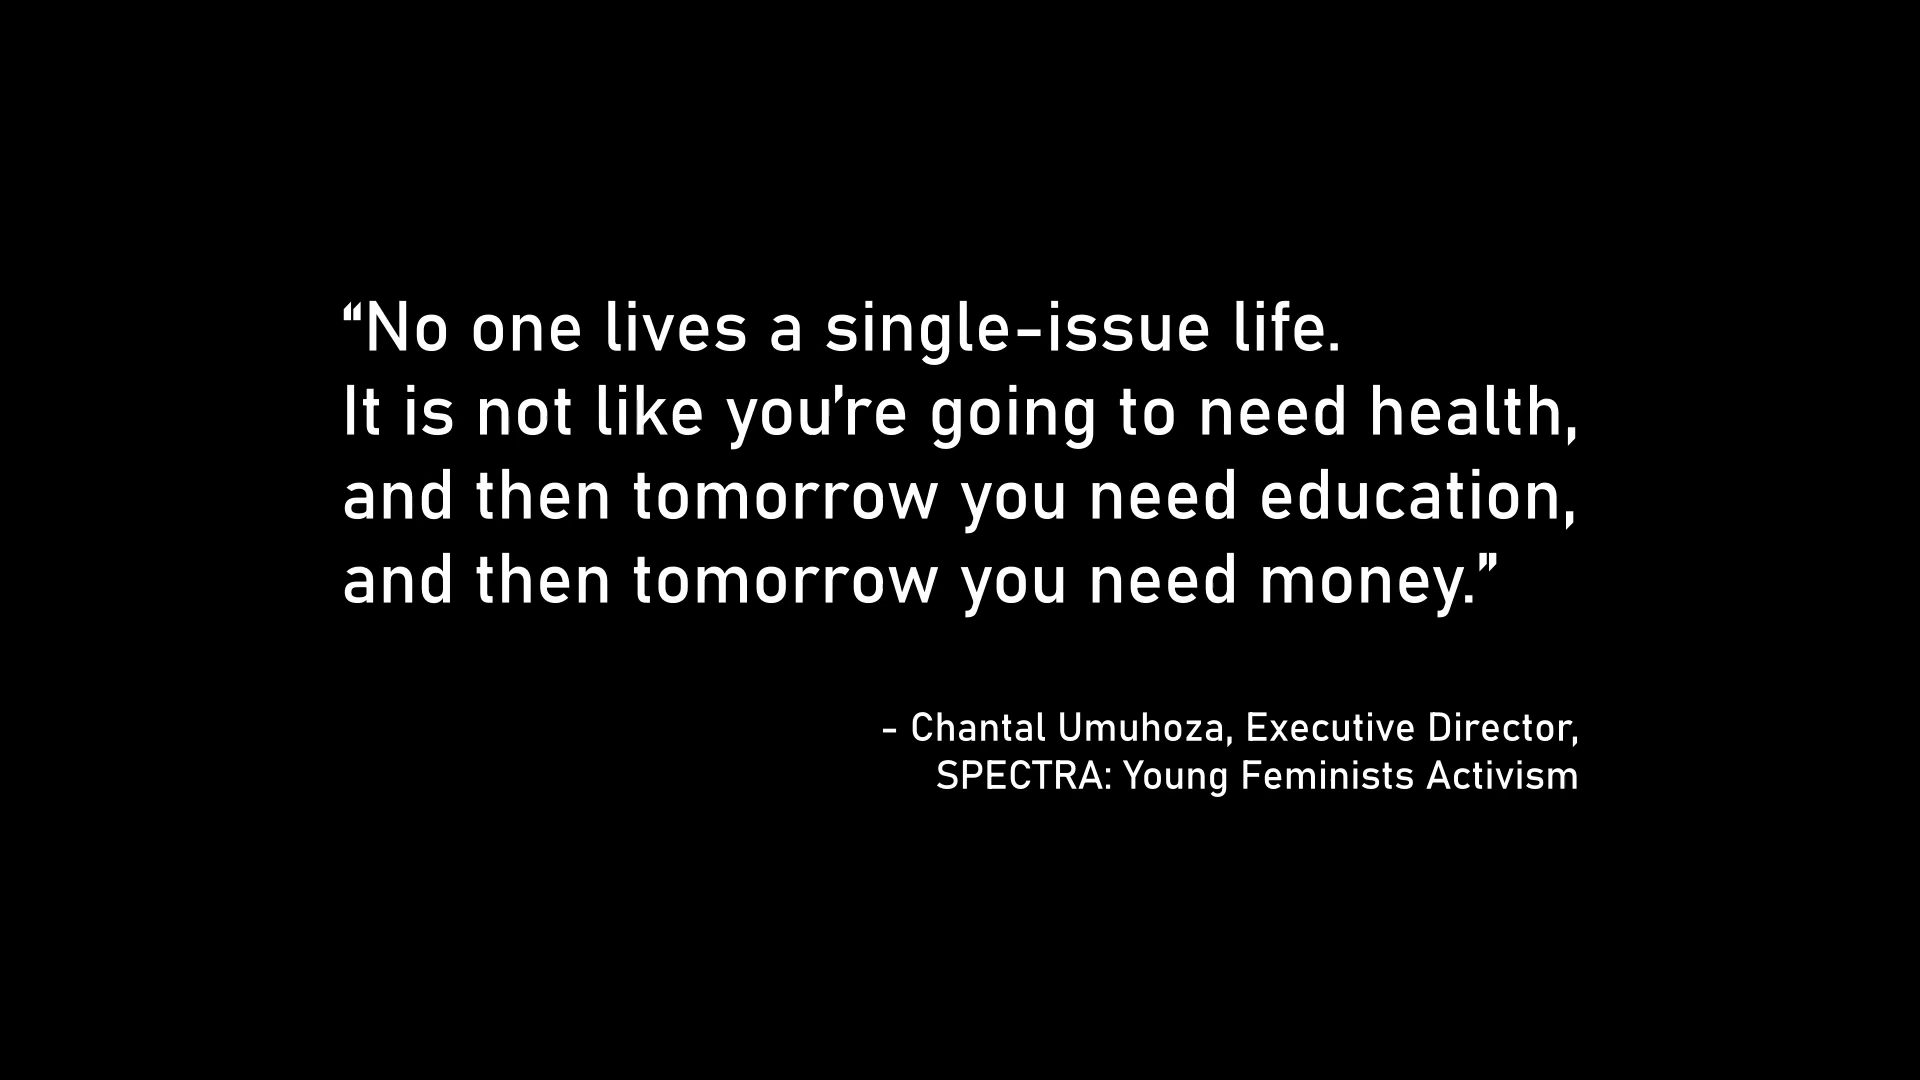 “No one lives a single-issue life.
It is not like you’re going to need health,
and then tomorrow you need education,
and then tomorrow you need money.”
- Chantal Umuhoza, Executive Director,
SPECTRA: Young Feminists Activism